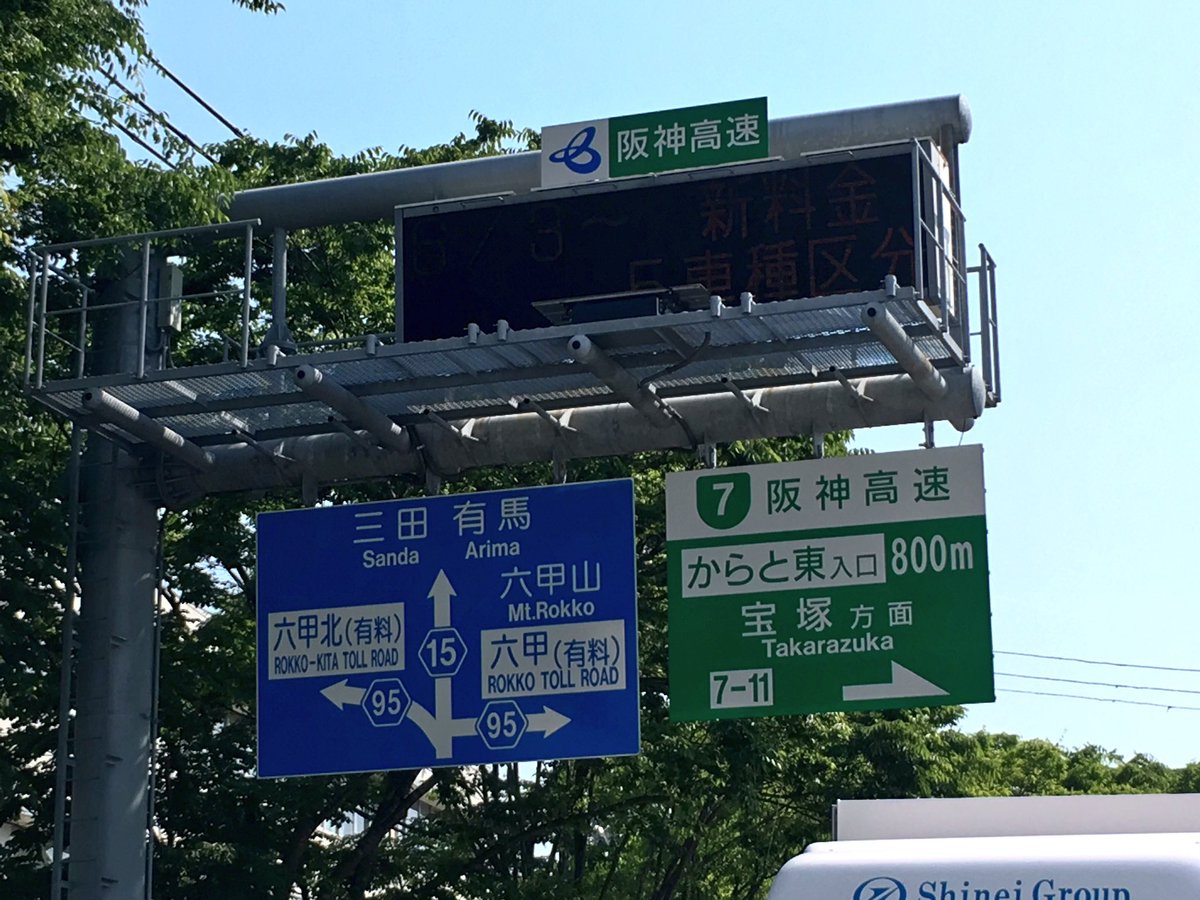 阪神高速
6/3～ 新料金
5車種区分
三田 有馬
Sanda Arima
六甲山
Mt.Rokko
六甲北(有料)
ROKKO-KITA TOLL ROAD
15
六甲(有料)
ROKKO TOLL ROAD
95
95
7 阪神高速
からと東入口 800m
宝塚方面
Takarazuka
7-11
Shinei Group